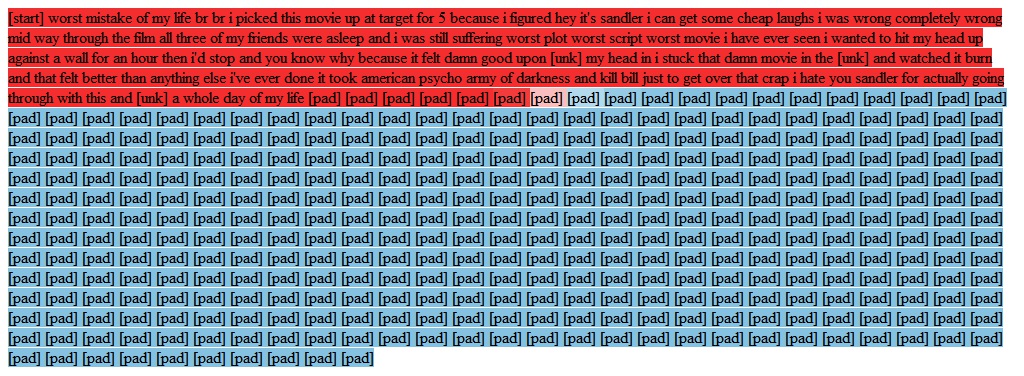 [start] worst mistake of my life br br i picked this movie up at target for 5 because i figured hey it's sandler i can get some cheap laughs i was wrong completely wrong
mid way through the film all three of my friends were asleep and i was still suffering worst plot worst script worst movie i have ever seen i wanted to hit my head up
against a wall for an hour then i'd stop and you know why because it felt damn good upon [unk] my head in i stuck that damn movie in the [unk] and watched it burn
and that felt better than anything else i've ever done it took american psycho army of darkness and kill bill just to get over that crap i hate you sandler for actually going
through with this and [unk] a whole day of my life [pad] [pad] [pad] [pad] [pad] [pad] [pad] [pad] [pad] [pad] [pad] [pad] [pad] [pad] [pad] [pad] [pad] [pad] [pad]
[pad] [pad] [pad] [pad] [pad] [pad] [pad] [pad] [pad] [pad] [pad] [pad] [pad] [pad] [pad] [pad] [pad] [pad] [pad] [pad] [pad] [pad] [pad] [pad] [pad] [pad] [pad]
[pad] [pad] [pad] [pad] [pad] [pad] [pad] [pad] [pad] [pad] [pad] [pad] [pad] [pad] [pad] [pad] [pad] [pad] [pad] [pad] [pad] [pad] [pad] [pad] [pad] [pad] [pad]
[pad] [pad] [pad] [pad] [pad] [pad] [pad] [pad] [pad] [pad] [pad] [pad] [pad] [pad] [pad] [pad] [pad] [pad] [pad] [pad] [pad] [pad] [pad] [pad] [pad] [pad] [pad]
[pad] [pad] [pad] [pad] [pad] [pad] [pad] [pad] [pad] [pad] [pad] [pad] [pad] [pad] [pad] [pad] [pad] [pad] [pad] [pad] [pad] [pad] [pad] [pad] [pad] [pad] [pad]
[pad] [pad] [pad] [pad] [pad] [pad] [pad] [pad] [pad] [pad] [pad] [pad] [pad] [pad] [pad] [pad] [pad] [pad] [pad] [pad] [pad] [pad] [pad] [pad] [pad] [pad] [pad]
[pad] [pad] [pad] [pad] [pad] [pad] [pad] [pad] [pad] [pad] [pad] [pad] [pad] [pad] [pad] [pad] [pad] [pad] [pad] [pad] [pad] [pad] [pad] [pad] [pad] [pad] [pad]
[pad] [pad] [pad] [pad] [pad] [pad] [pad] [pad] [pad] [pad] [pad] [pad] [pad] [pad] [pad] [pad] [pad] [pad] [pad] [pad] [pad] [pad] [pad] [pad] [pad] [pad] [pad]
[pad] [pad] [pad] [pad] [pad] [pad] [pad] [pad] [pad] [pad] [pad] [pad] [pad] [pad] [pad] [pad] [pad] [pad] [pad] [pad] [pad] [pad] [pad] [pad] [pad] [pad] [pad]
[pad] [pad] [pad] [pad] [pad] [pad] [pad] [pad] [pad] [pad] [pad] [pad] [pad] [pad] [pad] [pad] [pad] [pad] [pad] [pad] [pad] [pad] [pad] [pad] [pad] [pad] [pad]
[pad] [pad] [pad] [pad] [pad] [pad] [pad] [pad] [pad] [pad] [pad] [pad] [pad] [pad] [pad] [pad] [pad] [pad] [pad] [pad] [pad] [pad] [pad] [pad] [pad] [pad] [pad]
[pad] [pad] [pad] [pad] [pad] [pad] [pad] [pad] [pad] [pad] [pad] [pad] [pad] [pad] [pad] [pad] [pad] [pad] [pad] [pad] [pad] [pad] [pad] [pad] [pad] [pad] [pad]
[pad] [pad] [pad] [pad] [pad] [pad] [pad] [pad] [pad] [pad] [pad] [pad] [pad] [pad] [pad] [pad] [pad] [pad] [pad] [pad] [pad] [pad] [pad] [pad] [pad] [pad] [pad]
[pad] [pad] [pad] [pad] [pad] [pad] [pad] [pad] [pad] [pad]